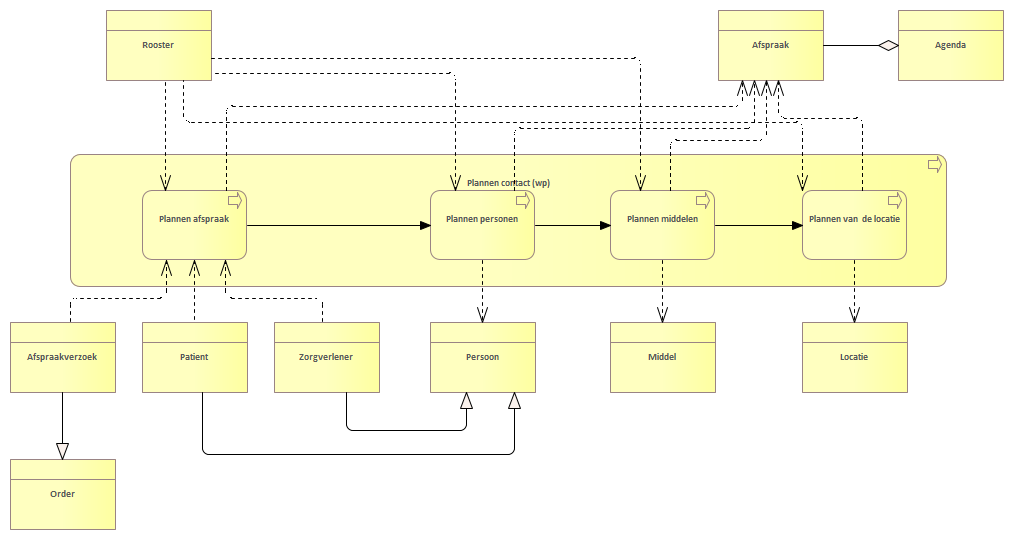 Rooster
Afspraak
Agenda
Plannen contact (wp)
Plannen afspraak
Plannen personen
Plannen middelen
Plannen van de locatie
Afspraakverzoek
Patient
Zorgverlener
Persoon
Middel
Locatie
Order